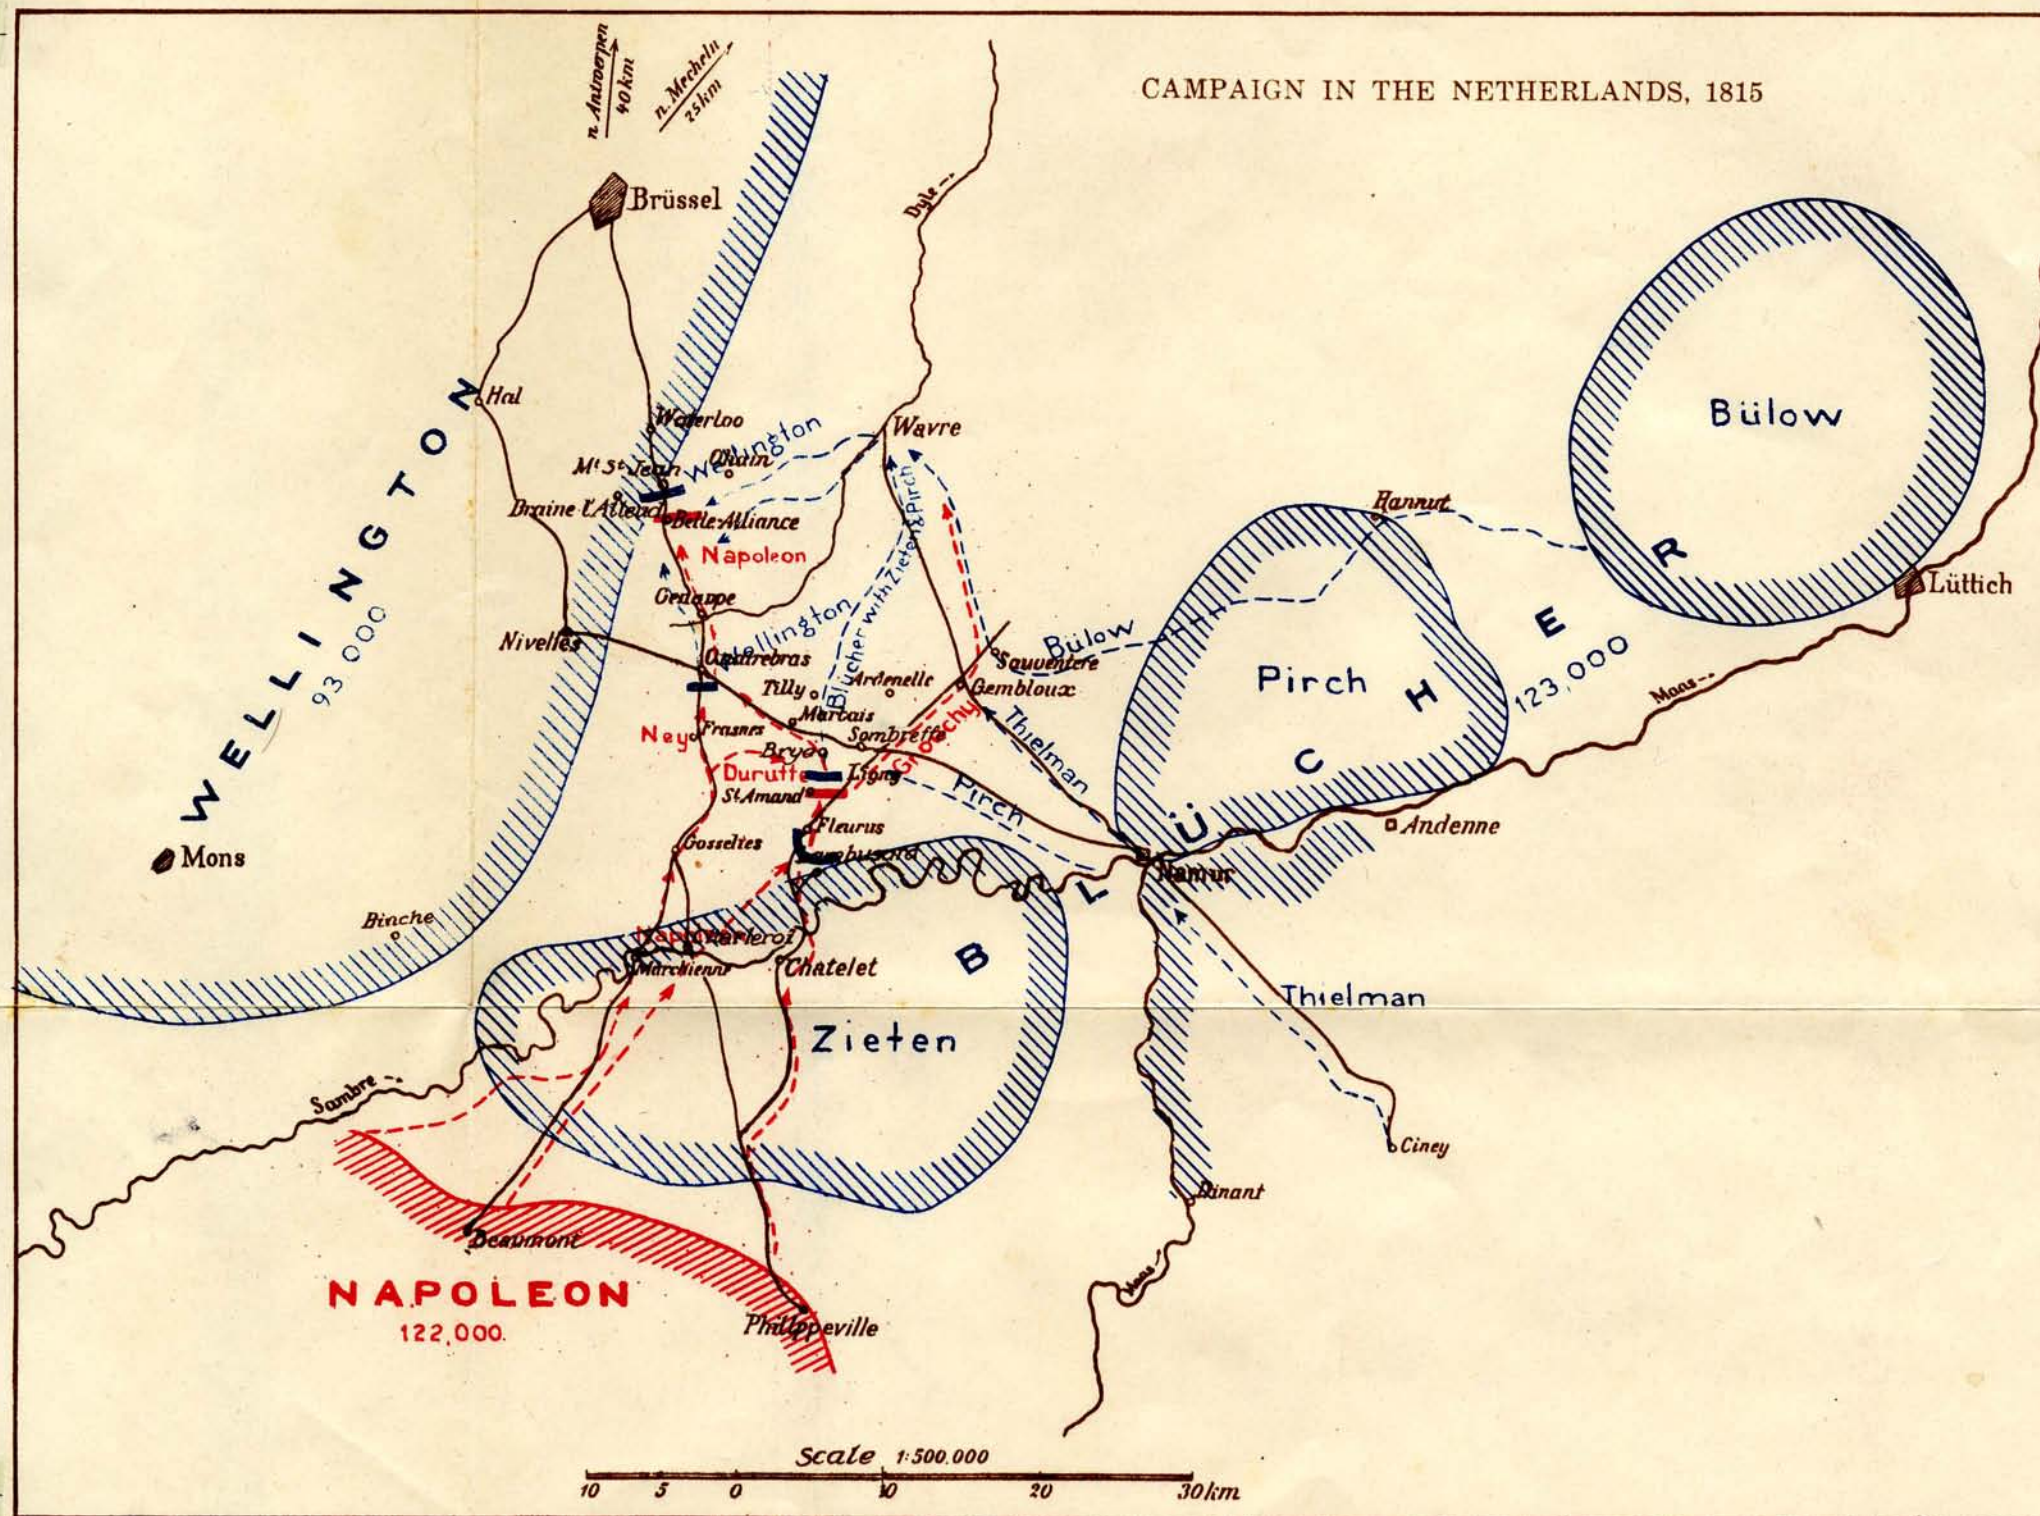 CAMPAIGN IN THE NETHERLANDS, 1815
n. Antwerpen
40 km
n. Mecheln
25 km
Brüssel
Dyle
Hal
WELLINGTON
93.000
Waterloo
Wellington
Ohain
Mt St Jean
Braine l'Alleud
Belle-Alliance
Napoleon
Wavre
Blücher with Zieten & Pirch
Bülow
Hannut
BLÜCHER
123,000
Lüttich
Genappe
Wellington
Nivelles
Quatrebras
Tilly
Ardenelle
Sauveniere
Bülow
Gembloux
Pirch
Maas
Marbais
Ney
Frasnes
Sombreffe
Grouchy
Thielman
Brye
Durutte
Ligny
St. Amand
Pirch
Fleurus
Gosselies
Lambusard
Andenne
Namur
Mons
Binche
Napoleon
Charleroi
Marchienne
Chatelet
Zieten
Thielman
Sambre
Ciney
Dinant
Beaumont
NAPOLEON
122,000.
Philippeville
Maas
Scale 1:500.000
10 5 0 10 20 30 km